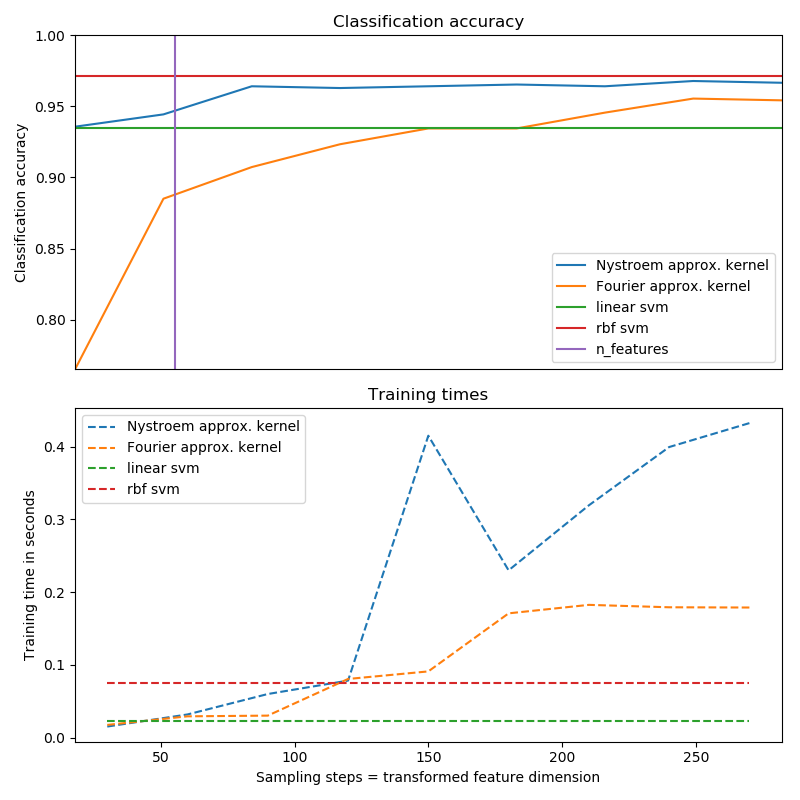 Classification accuracy
Classification accuracy
1.00
0.95
0.90
0.85
0.80
Nystroem approx. kernel
Fourier approx. kernel
linear svm
rbf svm
n_features
Training times
Training time in seconds
0.4
0.3
0.2
0.1
0.0
Nystroem approx. kernel
Fourier approx. kernel
linear svm
rbf svm
50 100 150 200 250
Sampling steps = transformed feature dimension